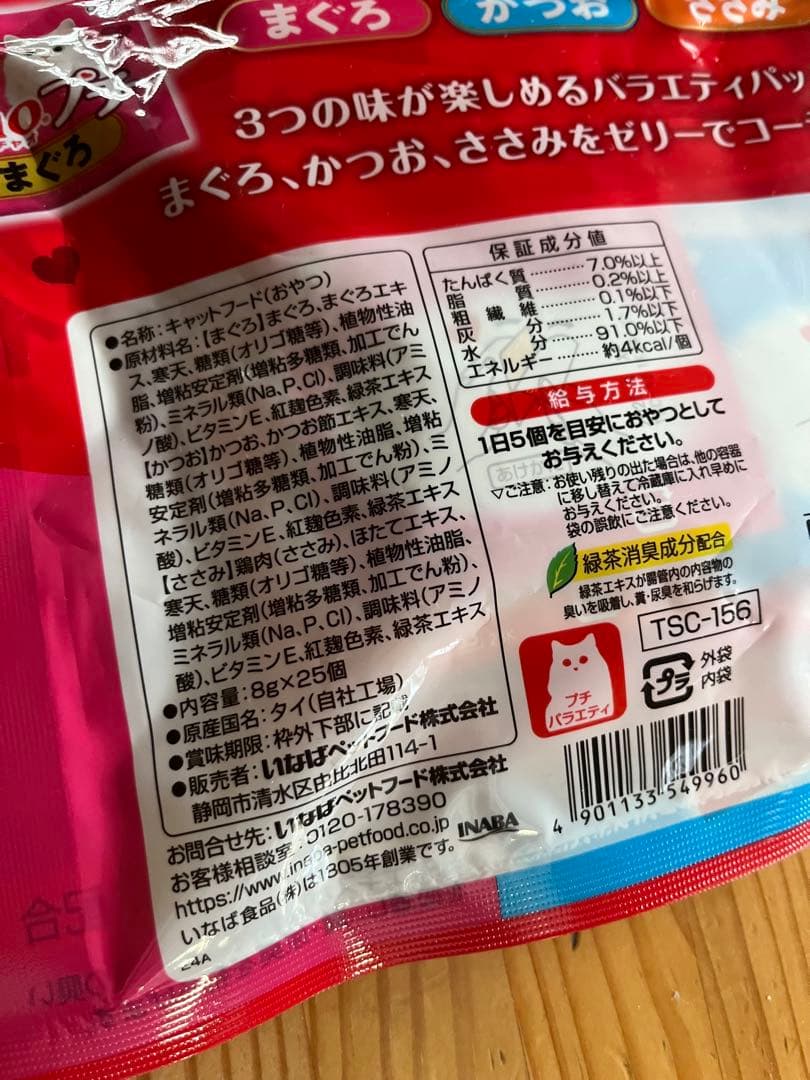 まぐろ
かつお
ささみ
プチ
まぐろ
3つの味が楽しめるバラエティパッ
まぐろ、かつお、ささみをゼリーでコー
●名称：キャットフード（おやつ）
●原材料名：【まぐろ】まぐろ、まぐろエキ
ス、寒天、糖類（オリゴ糖等）、植物性油
脂、増粘安定剤（増粘多糖類、加工でん
粉）、ミネラル類（Na、P、Cl）、調味料（アミ
ノ酸）、ビタミンE、紅麹色素、緑茶エキス
【かつお】かつお、かつお節エキス、寒天、
糖類（オリゴ糖等）、植物性油脂、増粘
安定剤（増粘多糖類、加工でん粉）、ミ
ネラル類（Na、P、Cl）、調味料（アミノ
酸）、ビタミンE、紅麹色素、緑茶エキス
【ささみ】鶏肉（ささみ）、ほたてエキス、
寒天、糖類（オリゴ糖等）、植物性油脂、
増粘安定剤（増粘多糖類、加工でん粉）、
ミネラル類（Na、P、Cl）、調味料（アミノ
酸）、ビタミンE、紅麹色素、緑茶エキス
●内容量：8g×25個
●原産国名：タイ（自社工場）
●賞味期限：枠外下部に記載
●販売者：いなばペットフード株式会社
静岡市清水区由比北田114-1
お問合せ先：いなばペットフード株式会社
お客様相談室：0120-178390
https://www.inaba-petfood.co.jp INABA
いなば食品（株）は1805年創業です。
24A
保証成分値
たんぱく質 7.0%以上
脂質 0.2%以上
粗繊維 0.1%以下
灰分 1.7%以下
水分 91.0%以下
エネルギー 約4kcal/個
給与方法
1日5個を目安におやつとして
お与えください。
▽ご注意：お使い残りの出た場合は、他の容器
に移し替えて冷蔵庫に入れ早めに
お与えください。
袋の誤飲にご注意ください。
緑茶消臭成分配合
緑茶エキスが腸管内の内容物の
臭いを吸着し、糞・尿臭を和らげます。
TSC-156
プチ
バラエティ
プラ
外袋
内袋
4 901133 549960